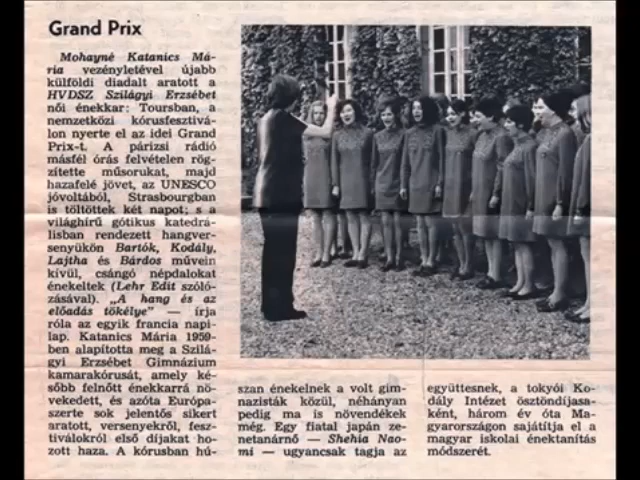 Grand Prix
Mohayné Katanics Má-
ria vezényletével újabb
külföldi diadalt aratott a
HVDSZ Szilágyi Erzsébet
női énekkar: Toursban, a
nemzetközi kórusfesztivá-
lon nyerte el az idei Grand
Prix-t. A párizsi rádió
másfél órás felvételen rög-
zítette műsorukat, majd
hazafelé jövet, az UNESCO
jóvoltából, Strasbourgban
is töltöttek két napot; s a
világhírű gótikus katedrá-
lisban rendezett hangver-
senyükön Bartók, Kodály,
Lajtha és Bárdos művein
kívül, csángó népdalokat
énekeltek (Lehr Edit szóló-
zásával). „A hang és az
előadás tökélye" — írja
róla az egyik francia napi-
lap. Katanics Mária 1959-
ben alapította meg a Szilá-
gyi Erzsébet Gimnázium
kamarakórusát, amely ké-
sőbb felnőtt énekkarrá nö-
vekedett, és azóta Európa-
szerte sok jelentős sikert
aratott, versenyekről, fesz-
tiválokról első díjakat ho-
zott haza. A kórusban hú-
szan énekelnek a volt gim-
nazisták közül, néhányan
pedig ma is növendékek
még. Egy fiatal japán ze-
netanárnő — Shehia Nao-
mi — ugyancsak tagja az
együttesnek, a tokyói Ko-
dály Intézet ösztöndíjasa-
ként, három év óta Ma-
gyarországon sajátítja el a
magyar iskolai énektanítás
módszerét.